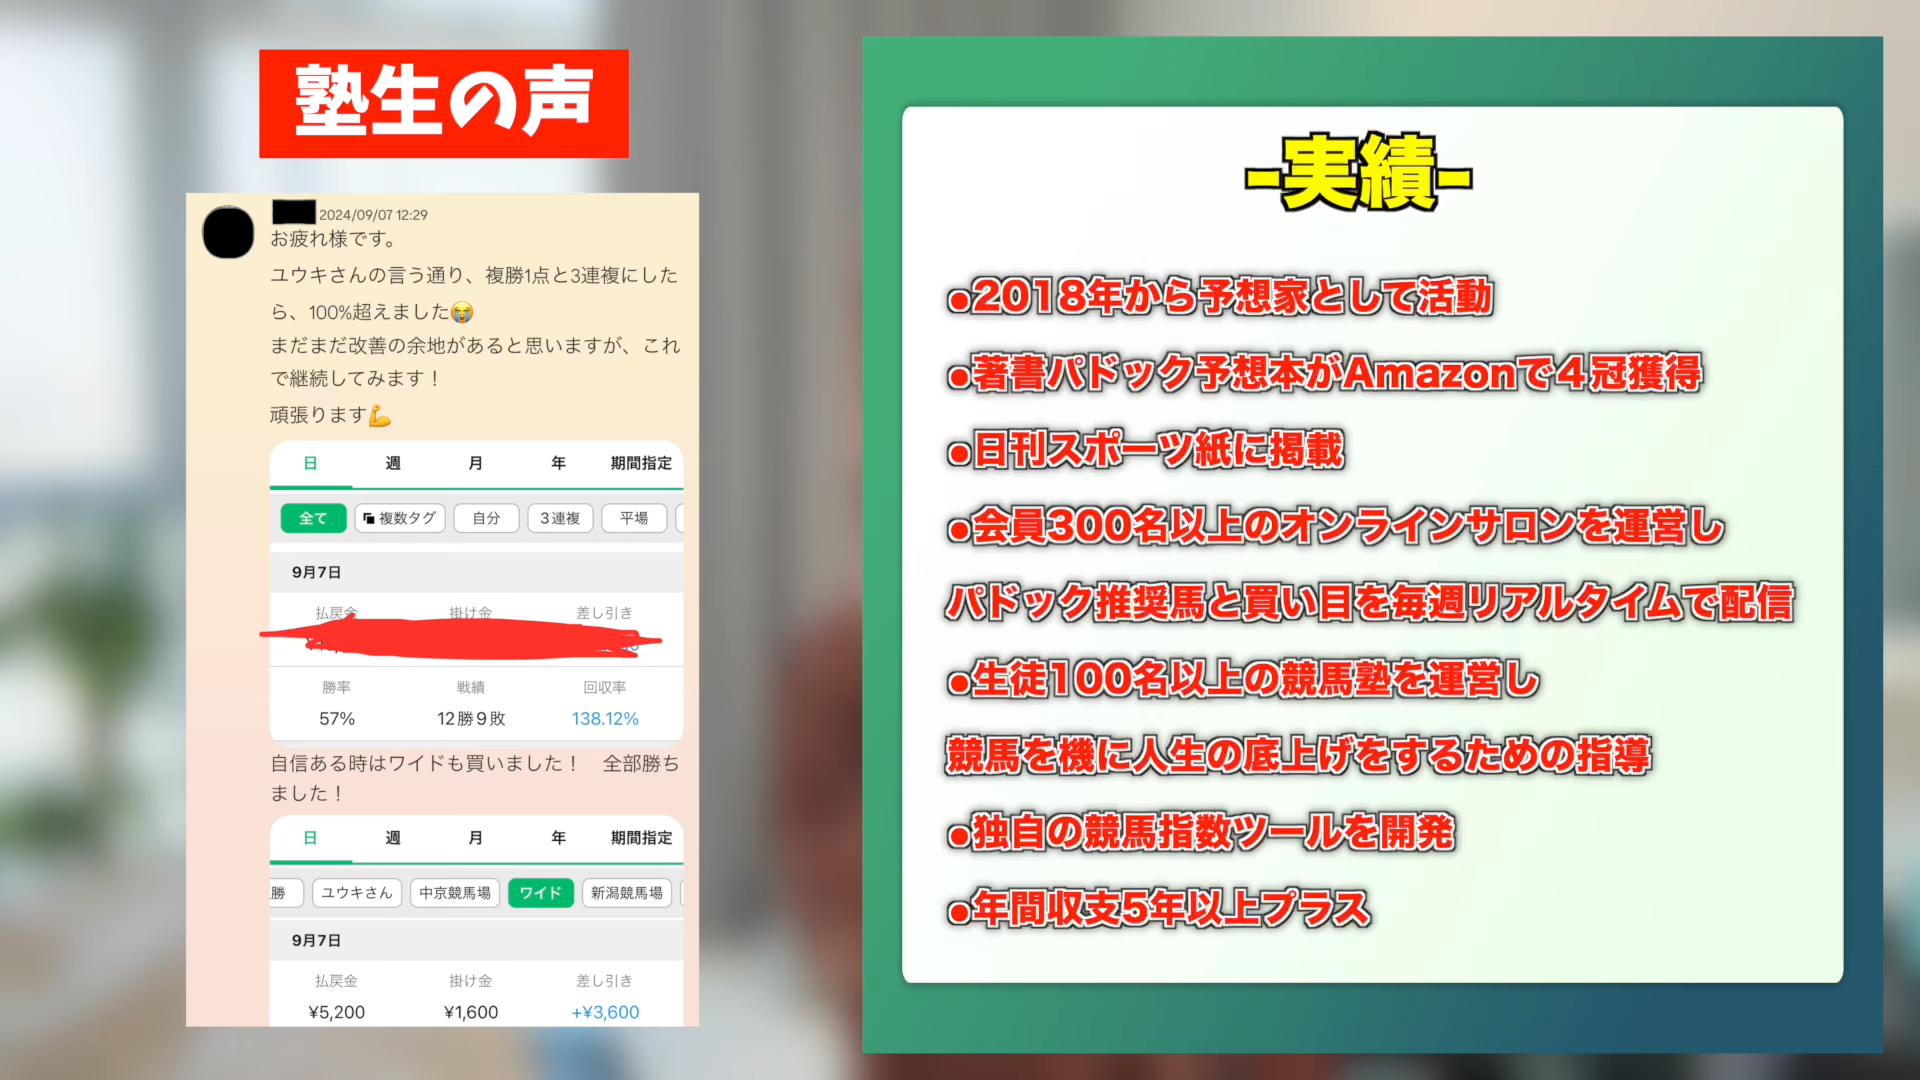 塾生の声
2024/09/07 12:29
お疲れ様です。
ユウキさんの言う通り、複勝1点と3連複にした
ら、100%超えました😭
まだまだ改善の余地があると思いますが、これ
で継続してみます！
頑張ります💪
日 週 月 年 期間指定
全て 複数タグ 自分 3連複 平場
9月7日
払戻金 掛け金 差し引き
勝率 戦績 回収率
57% 12勝9敗 138.12%
自信ある時はワイドも買いました！　全部勝ち
ました！
日 週 月 年 期間指定
勝 ユウキさん 中京競馬場 ワイド 新潟競馬場
9月7日
払戻金 掛け金 差し引き
¥5,200 ¥1,600 +¥3,600
-実績-
●2018年から予想家として活動
●著書パドック予想本がAmazonで4冠獲得
●日刊スポーツ紙に掲載
●会員300名以上のオンラインサロンを運営し
パドック推奨馬と買い目を毎週リアルタイムで配信
●生徒100名以上の競馬塾を運営し
競馬を機に人生の底上げをするための指導
●独自の競馬指数ツールを開発
●年間収支5年以上プラス